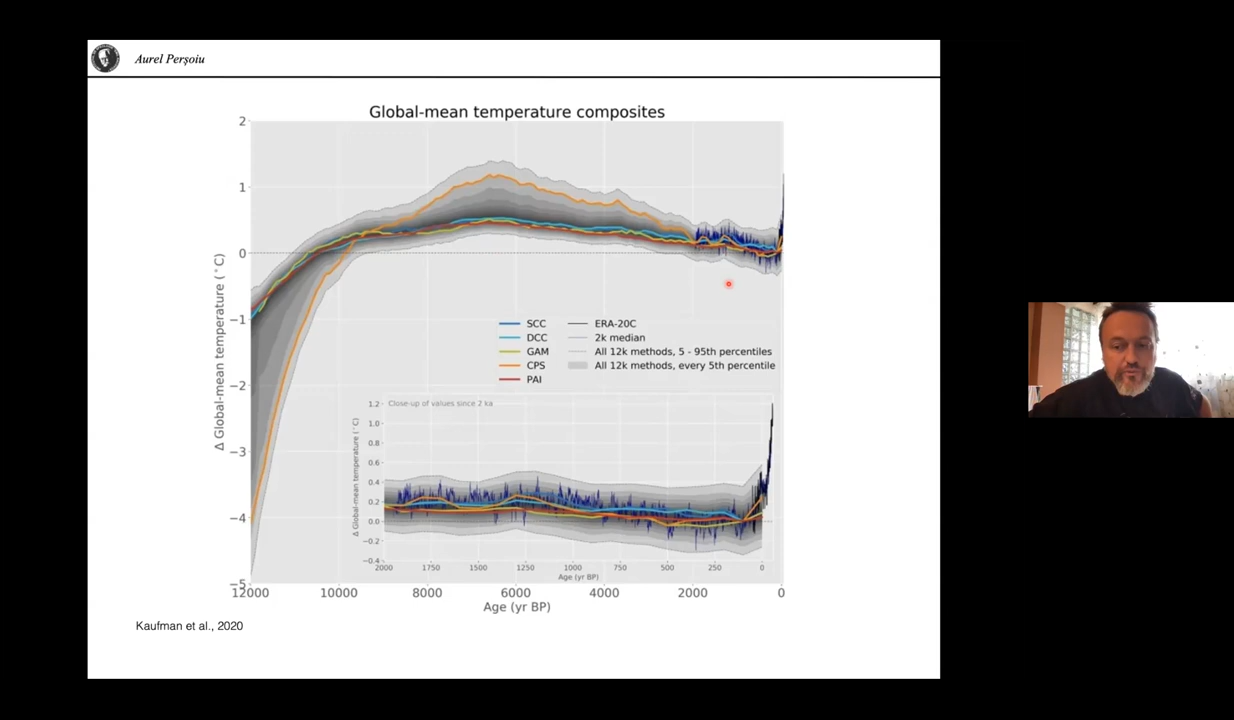 Aurel Perșoiu
Global-mean temperature composites
2
1
0
−1
−2
−3
−4
−5
Δ Global-mean temperature (°C)
SCC
DCC
GAM
CPS
PAI
ERA-20C
2k median
All 12k methods, 5 - 95th percentiles
All 12k methods, every 5th percentile
Close-up of values since 2 ka
1.2
1.0
0.8
0.6
0.4
0.2
0.0
−0.2
−0.4
Δ Global-mean temperature (°C)
2000 1750 1500 1250 1000 750 500 250 0
Age (yr BP)
12000 10000 8000 6000 4000 2000 0
Age (yr BP)
Kaufman et al., 2020